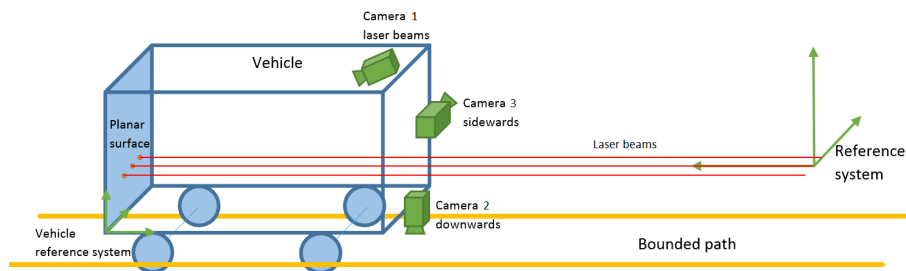 Camera 1
laser beams
Vehicle
Camera 3
sidewards
Planar
surface
Laser beams
Reference
system
Camera 2
downwards
Vehicle
reference system
Bounded path